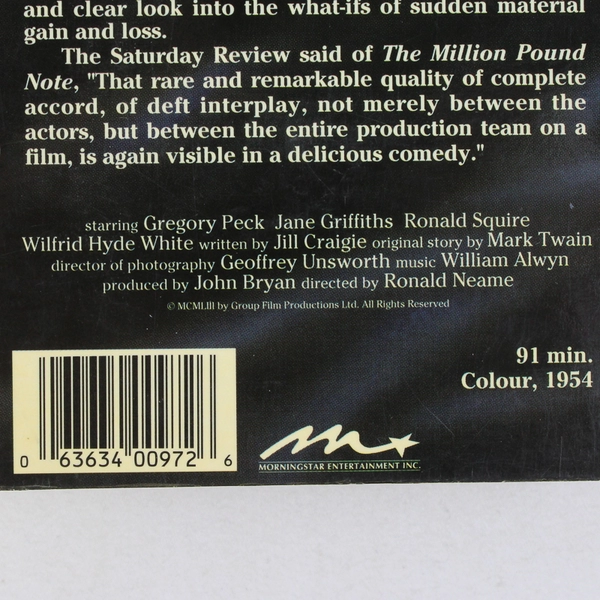 and clear look into the what-ifs of sudden material
gain and loss.
The Saturday Review said of The Million Pound
Note, "That rare and remarkable quality of complete
accord, of deft interplay, not merely between the
actors, but between the entire production team on a
film, is again visible in a delicious comedy."
starring Gregory Peck Jane Griffiths Ronald Squire
Wilfrid Hyde White written by Jill Craigie original story by Mark Twain
director of photography Geoffrey Unsworth music William Alwyn
produced by John Bryan directed by Ronald Neame
© MCMLIII by Group Film Productions Ltd. All Rights Reserved
91 min.
Colour, 1954
0 63634 00972 6
MORNINGSTAR ENTERTAINMENT INC.